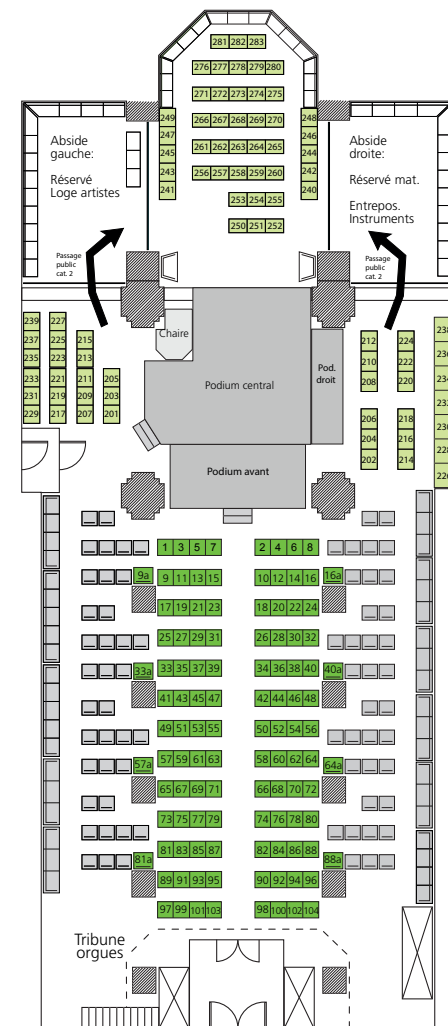 281 282 283
276 277 278 279 280
271 272 273 274 275
249 266 267 268 269 270 248
247 246
245 261 262 263 264 265 244
243 256 257 258 259 260 242
241 240
253 254 255
250 251 252
Abside
gauche:
Réservé
Loge artistes
Abside
droite:
Réservé mat.
Entrepos.
Instruments
Passage
public
cat. 2
Passage
public
cat. 2
239 227
237 225 215
235 223 213
233 221 211 205
231 219 209 203
229 217 207 201
Chaire
Podium central
Pod.
droit
Podium avant
212 224
210 222
208 220
206 218
204 216
202 214
238
236
234
232
230
228
226
1 3 5 7 2 4 6 8
9a 9 11 13 15 10 12 14 16 16a
17 19 21 23 18 20 22 24
25 27 29 31 26 28 30 32
33a 33 35 37 39 34 36 38 40 40a
41 43 45 47 42 44 46 48
49 51 53 55 50 52 54 56
57a 57 59 61 63 58 60 62 64 64a
65 67 69 71 66 68 70 72
73 75 77 79 74 76 78 80
81a 81 83 85 87 82 84 86 88 88a
89 91 93 95 90 92 94 96
97 99 101 103 98 100 102 104
Tribune
orgues